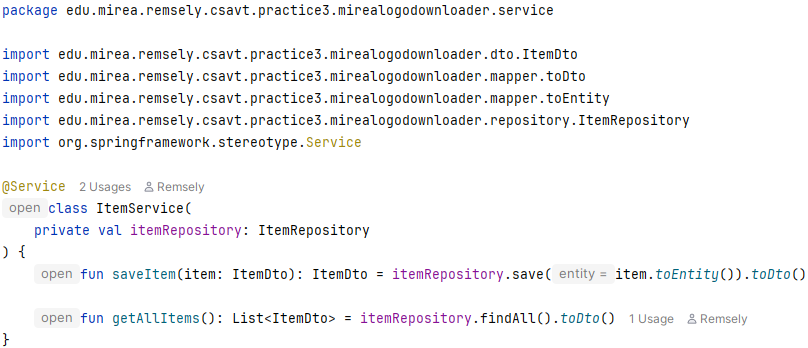 package edu.mirea.remsely.csavt.practice3.mirealogodownloader.service

import edu.mirea.remsely.csavt.practice3.mirealogodownloader.dto.ItemDto
import edu.mirea.remsely.csavt.practice3.mirealogodownloader.mapper.toDto
import edu.mirea.remsely.csavt.practice3.mirealogodownloader.mapper.toEntity
import edu.mirea.remsely.csavt.practice3.mirealogodownloader.repository.ItemRepository
import org.springframework.stereotype.Service

@Service 2 Usages Remsely
open class ItemService(
    private val itemRepository: ItemRepository
) {
    open fun saveItem(item: ItemDto): ItemDto = itemRepository.save( entity = item.toEntity()).toDto()

    open fun getAllItems(): List<ItemDto> = itemRepository.findAll().toDto() 1 Usage Remsely
}